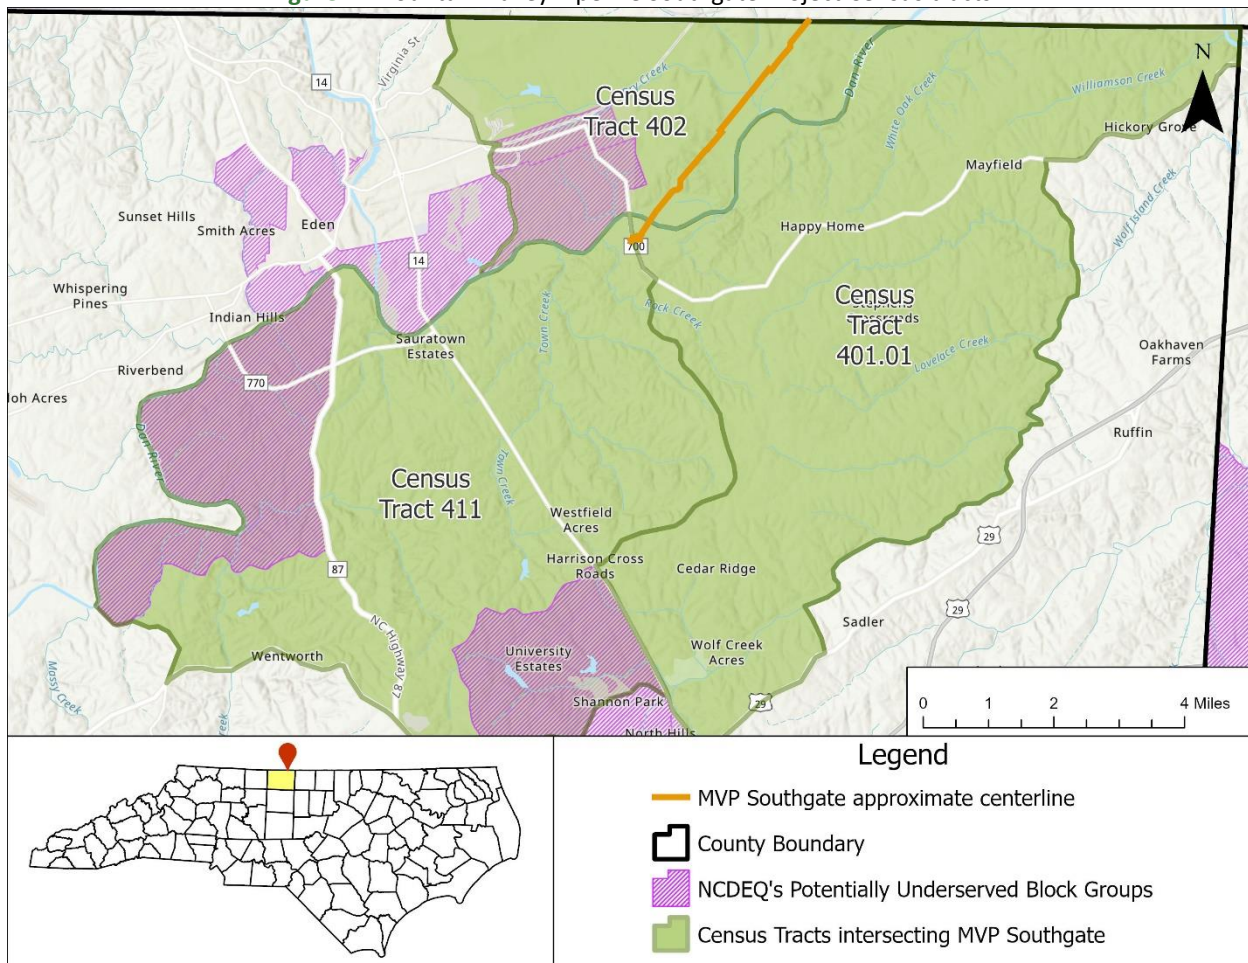 14
Virginia St
Census
Tract 402
Dan River
White Oak Creek
Williamson Creek
N
Hickory Grove
Mayfield
Wolf Island Creek
Sunset Hills
Smith Acres
Eden
Happy Home
700
14
Whispering
Pines
Indian Hills
Rock Creek
Town Creek
Census
Tract
401.01
Sauratown
Estates
Lovelace Creek
Oakhaven
Farms
Riverbend
770
loh Acres
Ruffin
Dan River
Town Creek
Census
Tract 411
Westfield
Acres
29
Harrison Cross
Roads
Cedar Ridge
87
29
Sadler
NC Highway 87
Wentworth
University
Estates
Wolf Creek
Acres
Massy Creek
Shannon Park
29
North Hills
0 1 2 4 Miles
Legend
MVP Southgate approximate centerline
County Boundary
NCDEQ's Potentially Underserved Block Groups
Census Tracts intersecting MVP Southgate